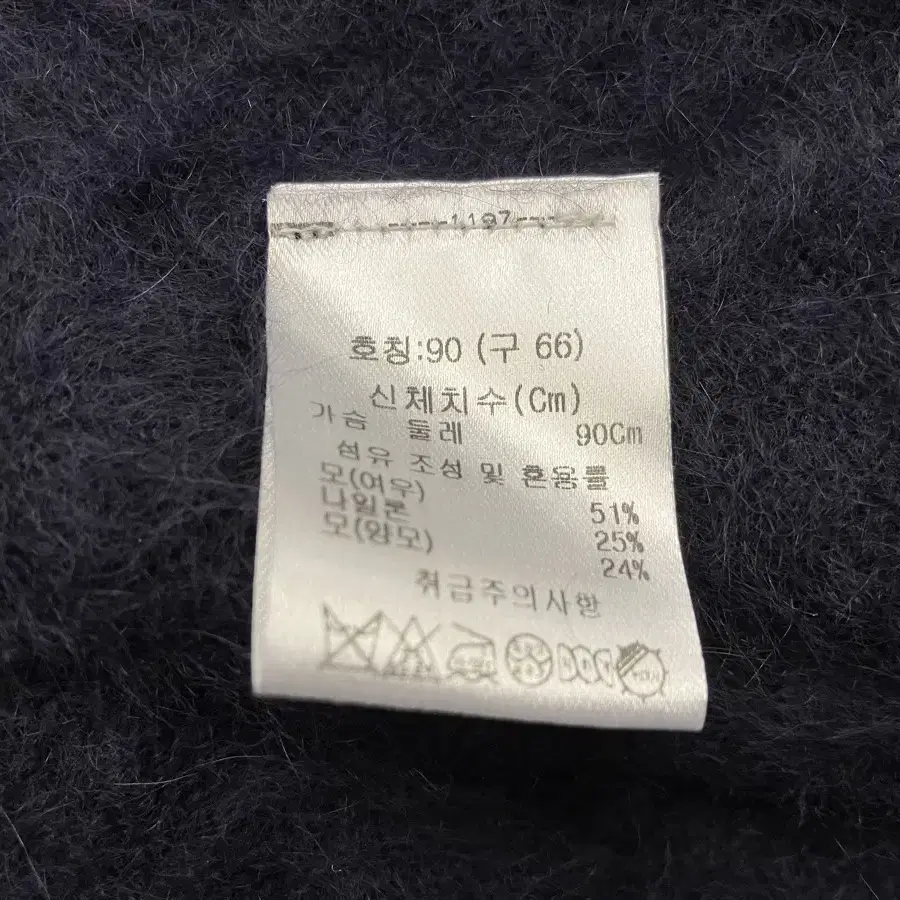 1197
호칭:90 (구 66)
신체치수(Cm)
가슴 둘레 90Cm
섬유 조성 및 혼용률
모(여우) 51%
나일론 25%
모(양모) 24%
취급주의사항